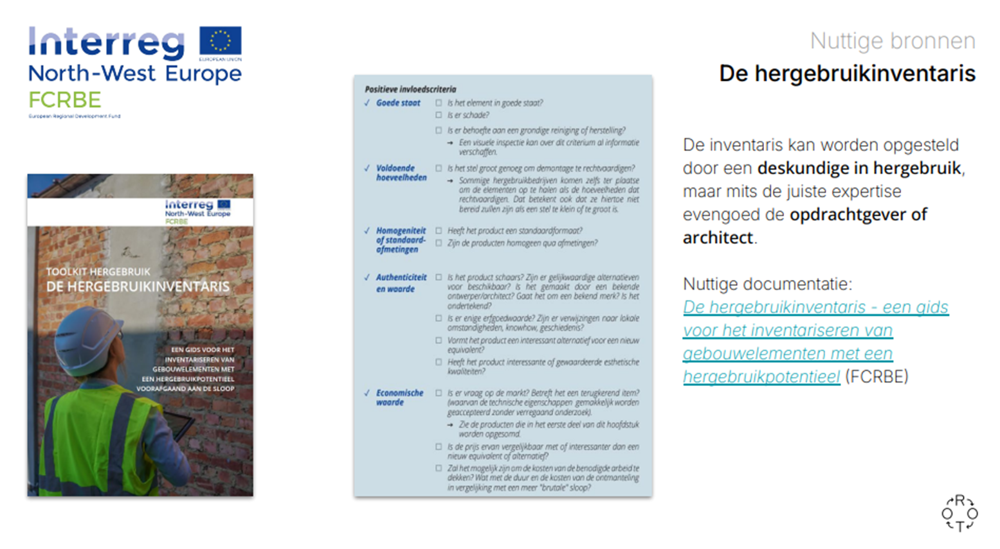 Interreg
EUROPEAN UNION
North-West Europe
FCRBE
European Regional Development Fund
Interreg
North-West Europe
FCRBE
TOOLKIT HERGEBRUIK
DE HERGEBRUIKINVENTARIS
EEN GIDS VOOR HET
INVENTARISEREN VAN
GEBOUWELEMENTEN MET
EEN HERGEBRUIKPOTENTIEEL
VOORAFGAAND AAN DE SLOOP
Positieve invloedscriteria
✓ Goede staat
☐ Is het element in goede staat?
☐ Is er schade?
☐ Is er behoefte aan een grondige reiniging of herstelling?
→ Een visuele inspectie kan over dit criterium al informatie
verschaffen.
✓ Voldoende
hoeveelheden
☐ Is het stel groot genoeg om demontage te rechtvaardigen?
→ Sommige hergebruikbedrijven komen zelfs ter plaatse
om de elementen op te halen als de hoeveelheden dat
rechtvaardigen. Dat betekent ook dat ze hiertoe niet
bereid zullen zijn als een stel te klein of te groot is.
✓ Homogeniteit
of standaard-
afmetingen
☐ Heeft het product een standaardformaat?
☐ Zijn de producten homogeen qua afmetingen?
✓ Authenticiteit
en waarde
☐ Is het product schaars? Zijn er gelijkwaardige alternatieven
voor beschikbaar? Is het gemaakt door een bekende
ontwerper/architect? Gaat het om een bekend merk? Is het
ondertekend?
☐ Is er enige erfgoedwaarde? Zijn er verwijzingen naar lokale
omstandigheden, knowhow, geschiedenis?
☐ Vormt het product een interessant alternatief voor een nieuw
equivalent?
☐ Heeft het product interessante of gewaardeerde esthetische
kwaliteiten?
✓ Economische
waarde
☐ Is er vraag op de markt? Betreft het een terugkerend item?
(waarvan de technische eigenschappen gemakkelijk worden
geaccepteerd zonder verregaand onderzoek).
→ Zie de producten die in het eerste deel van dit hoofdstuk
worden opgesomd.
☐ Is de prijs ervan vergelijkbaar met of interessanter dan een
nieuw equivalent of alternatief?
☐ Zal het mogelijk zijn om de kosten van de benodigde arbeid te
dekken? Wat met de duur en de kosten van de ontmanteling
in vergelijking met een meer "brutale" sloop?
Nuttige bronnen
De hergebruikinventaris
De inventaris kan worden opgesteld
door een deskundige in hergebruik,
maar mits de juiste expertise
evengoed de opdrachtgever of
architect.
Nuttige documentatie:
De hergebruikinventaris - een gids
voor het inventariseren van
gebouwelementen met een
hergebruikpotentieel (FCRBE)
R
O O
T